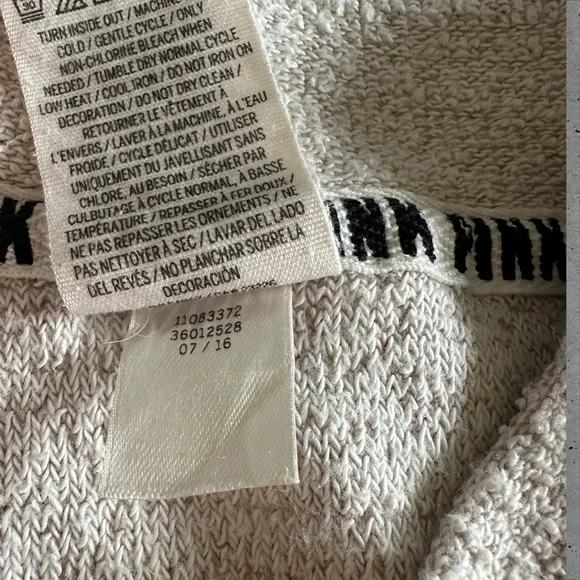 30
TURN INSIDE OUT / MACHINE
COLD / GENTLE CYCLE / ONLY
NON-CHLORINE BLEACH WHEN
NEEDED / TUMBLE DRY NORMAL CYCLE
LOW HEAT / COOL IRON / DO NOT IRON ON
DECORATION / DO NOT DRY CLEAN /
RETOURNER LE VÊTEMENT À
L'ENVERS / LAVER À LA MACHINE, À L'EAU
FROIDE / CYCLE DÉLICAT / UTILISER
UNIQUEMENT DU JAVELLISANT SANS
CHLORE, AU BESOIN / SÉCHER PAR
CULBUTAGE À CYCLE NORMAL, À BASSE
TEMPÉRATURE / REPASSER À FER DOUX /
NE PAS REPASSER LES ORNEMENTS / NE
PAS NETTOYER À SEC / LAVAR DEL LADO
DEL REVÉS / NO PLANCHAR SOBRE LA
DECORACIÓN
K PINK PINK
11083372
36012528
07 / 16